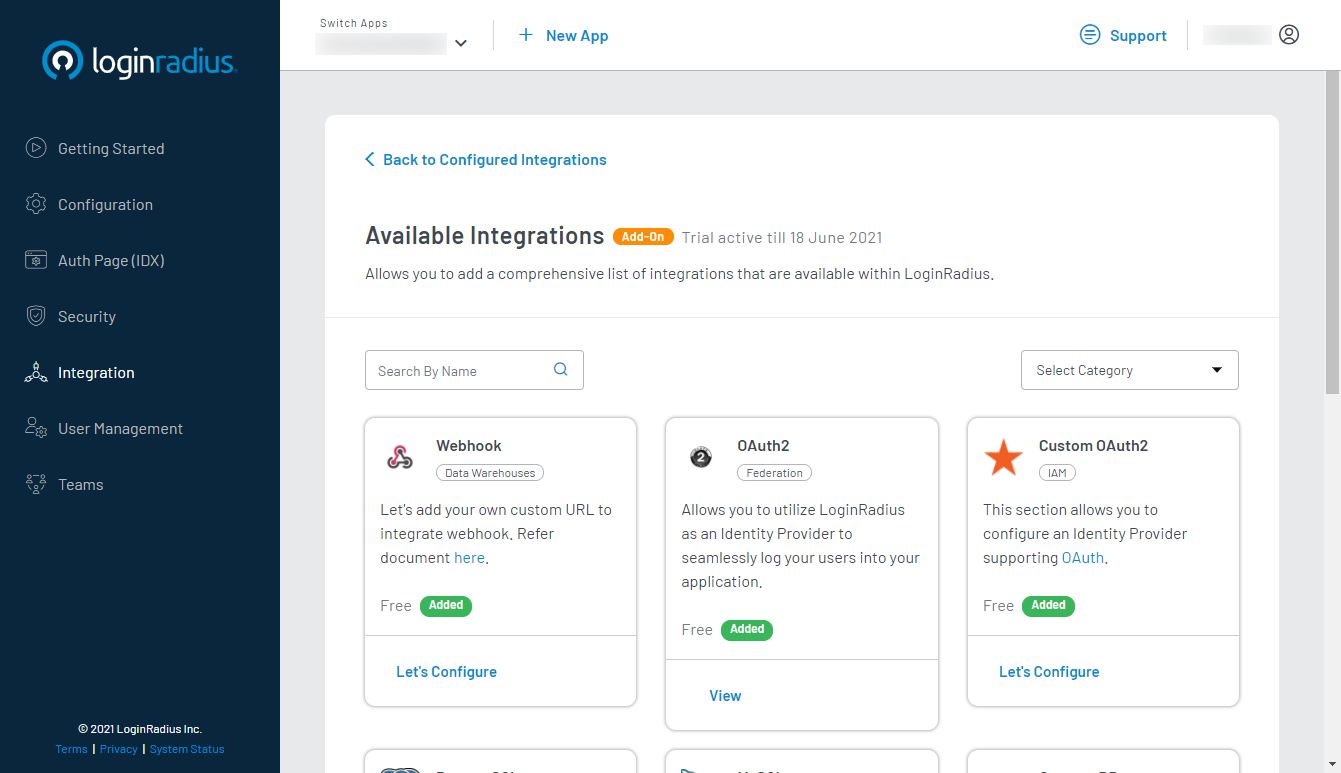 loginradius
Switch Apps
New App
Support
Getting Started
Configuration
Auth Page (IDX)
Security
Integration
User Management
Teams
© 2021 LoginRadius Inc.
Terms | Privacy | System Status
Back to Configured Integrations
Available Integrations Add-On Trial active till 18 June 2021
Allows you to add a comprehensive list of integrations that are available within LoginRadius.
Search By Name
Select Category
Webhook
Data Warehouses
Let's add your own custom URL to
integrate webhook. Refer
document here.
Free Added
Let's Configure
OAuth2
Federation
Allows you to utilize LoginRadius
as an Identity Provider to
seamlessly log your users into your
application.
Free Added
View
Custom OAuth2
IAM
This section allows you to
configure an Identity Provider
supporting OAuth.
Free Added
Let's Configure